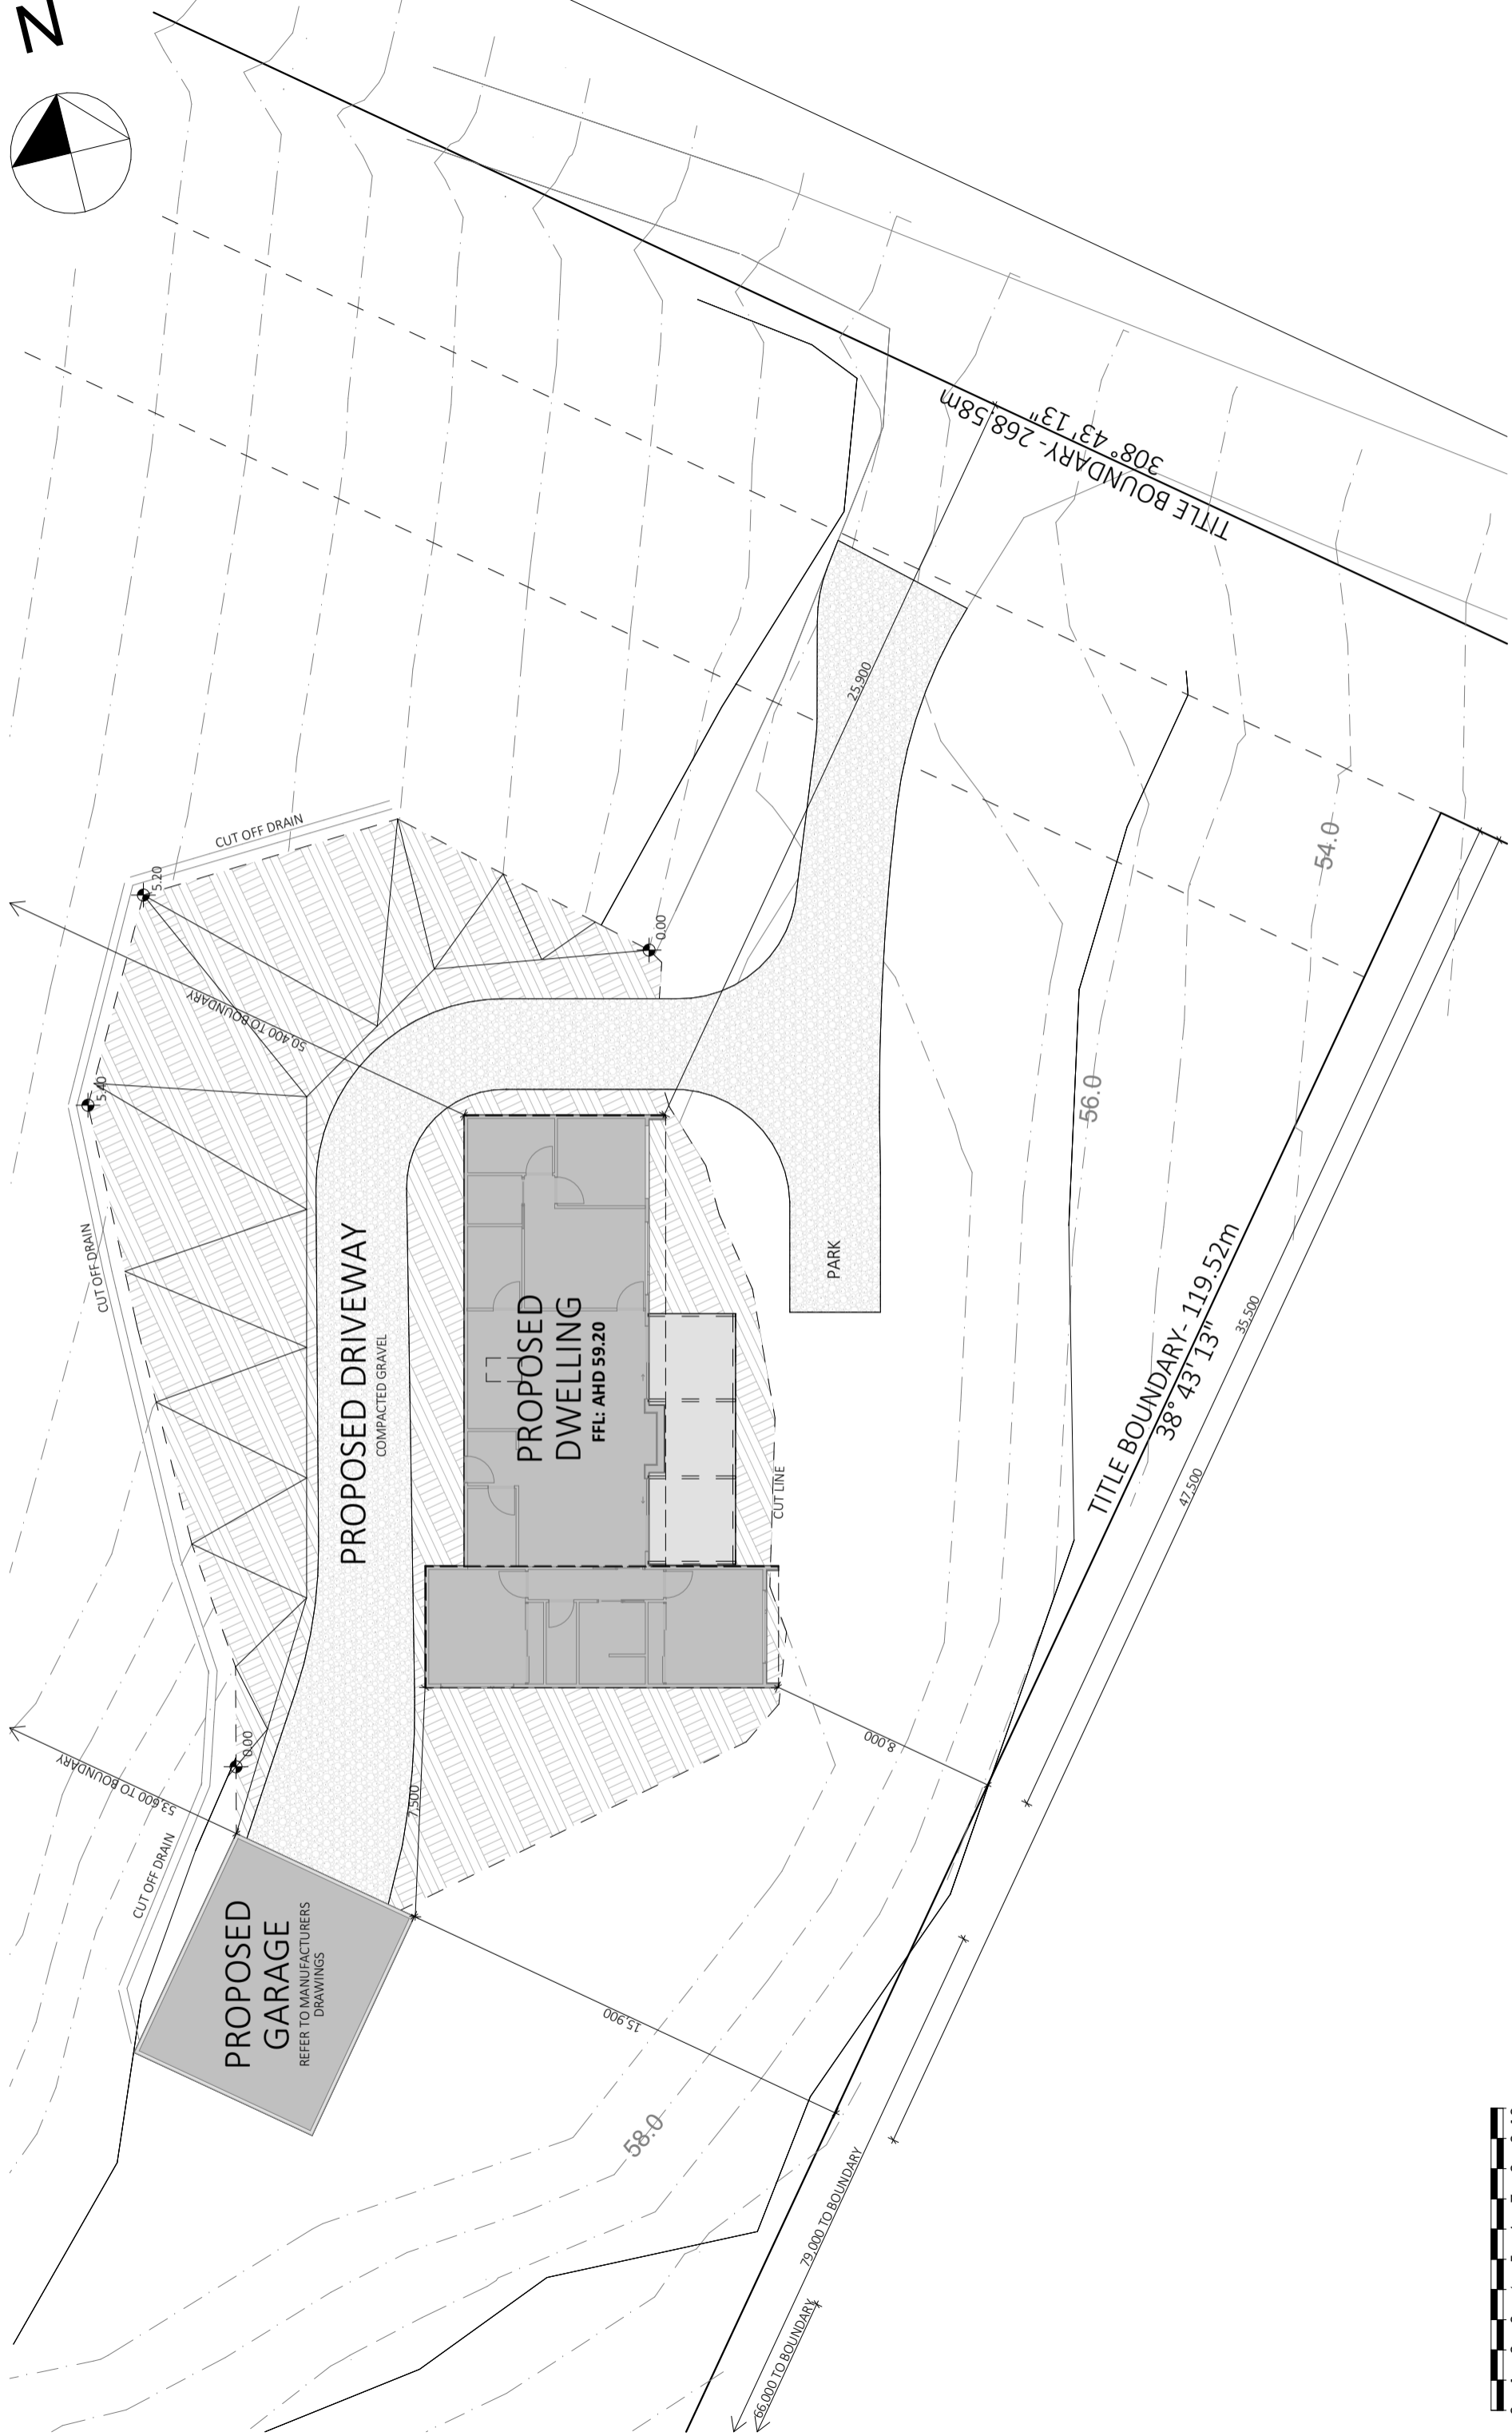 N
TITLE BOUNDARY - 268.58m
308° 43' 13"
25,900
CUT OFF DRAIN
5.20
50,400 TO BOUNDARY
0.00
5.40
CUT OFF DRAIN
PROPOSED DRIVEWAY
COMPACTED GRAVEL
PROPOSED
DWELLING
FFL: AHD 59.20
PARK
CUT LINE
54.0
56.0
TITLE BOUNDARY - 119.52m
38° 43' 13"
35,500
47,500
53,600 TO BOUNDARY
0.00
7,500
8,000
CUT OFF DRAIN
PROPOSED
GARAGE
REFER TO MANUFACTURERS
DRAWINGS
15,900
58.0
79,000 TO BOUNDARY
66,000 TO BOUNDARY